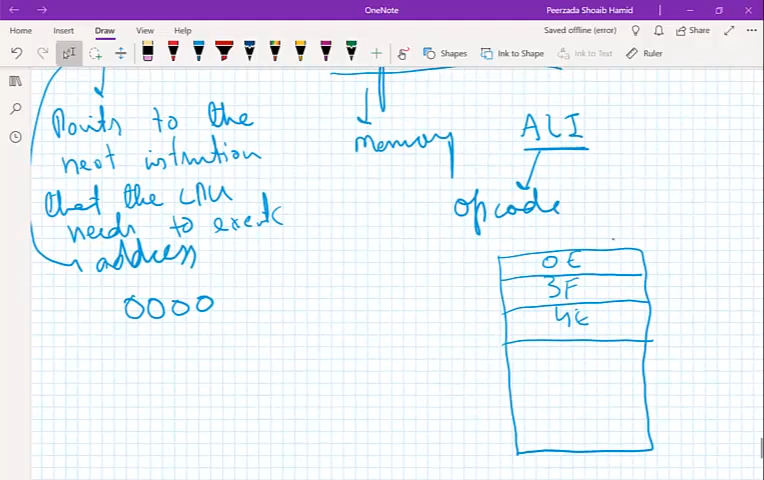 OneNote
Peerzada Shoaib Hamid
Home Insert Draw View Help
Saved offline (error)
Share
Shapes
Ink to Shape
Ink to Text
Ruler
Points to the
next instruction
that the CPU
needs to execute
address
0000
memory
ALI
opcode
0E
3F
4E